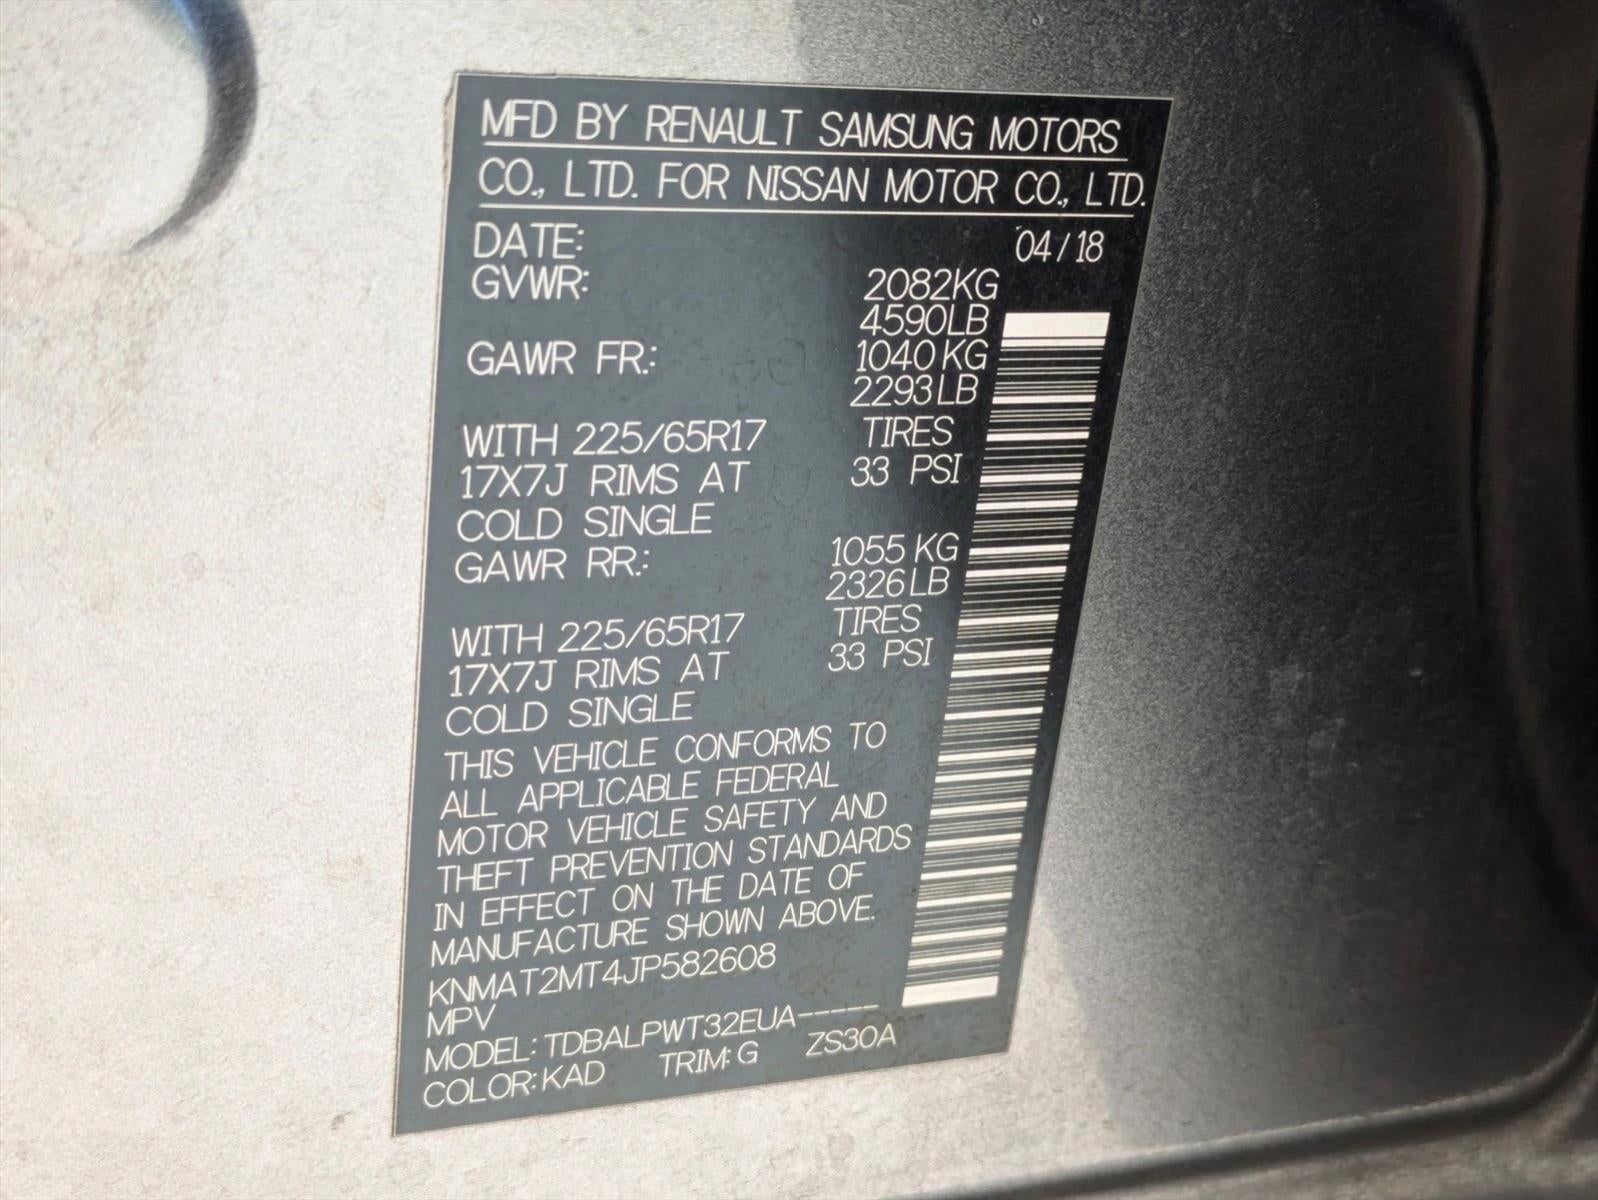 MFD BY RENAULT SAMSUNG MOTORS
CO., LTD. FOR NISSAN MOTOR CO., LTD.
DATE: 04/18
GVWR: 2082KG
4590LB
GAWR FR.: 1040KG
2293LB
WITH 225/65R17 TIRES
17X7J RIMS AT 33 PSI
COLD SINGLE
GAWR RR.: 1055KG
2326LB
WITH 225/65R17 TIRES
17X7J RIMS AT 33 PSI
COLD SINGLE
THIS VEHICLE CONFORMS TO
ALL APPLICABLE FEDERAL
MOTOR VEHICLE SAFETY AND
THEFT PREVENTION STANDARDS
IN EFFECT ON THE DATE OF
MANUFACTURE SHOWN ABOVE.
KNMAT2MT4JP582608
MPV
MODEL: TDBALPWT32EUA-----
COLOR: KAD TRIM: G ZS30A